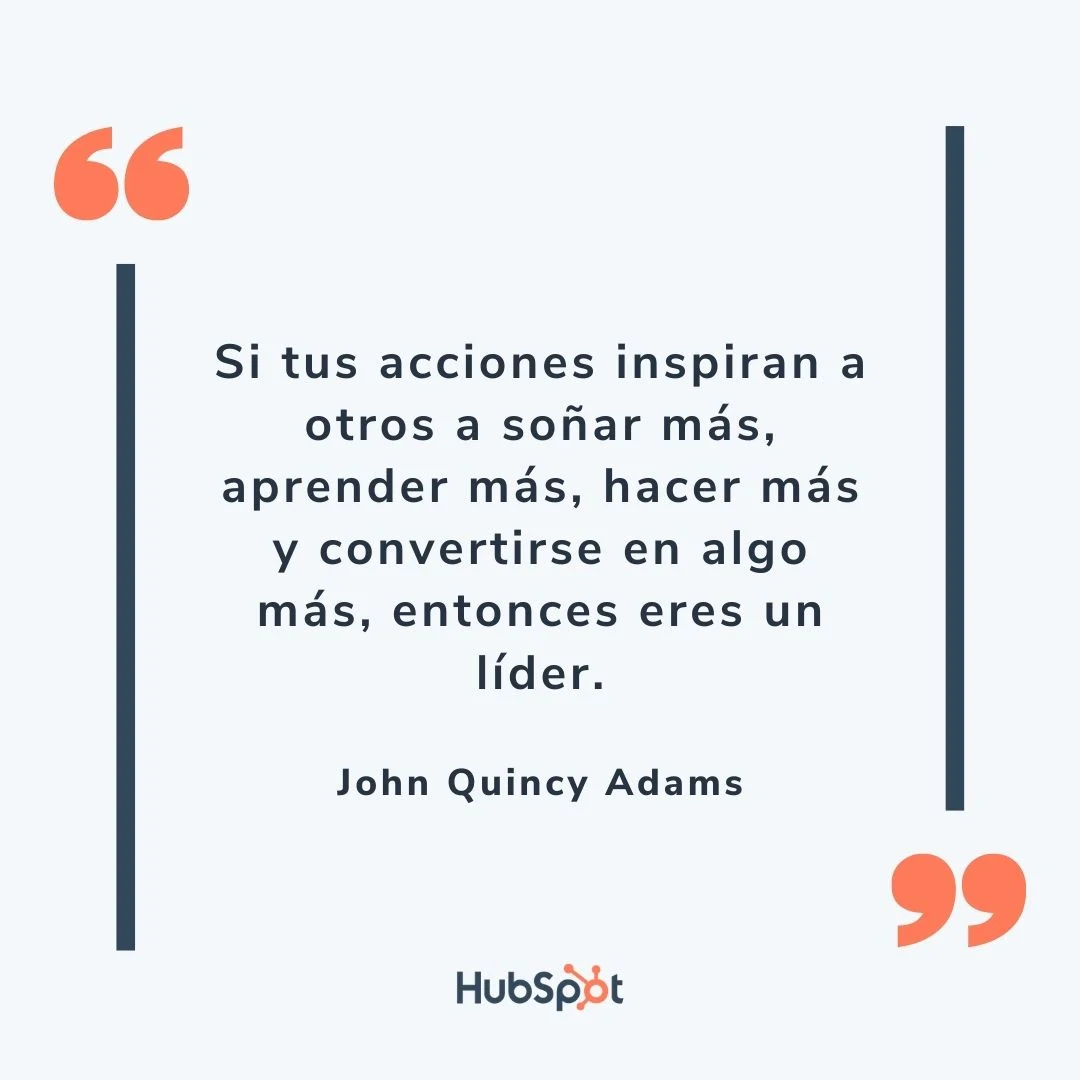 Si tus acciones inspiran a
otros a soñar más,
aprender más, hacer más
y convertirse en algo
más, entonces eres un
líder.
John Quincy Adams
HubSpot